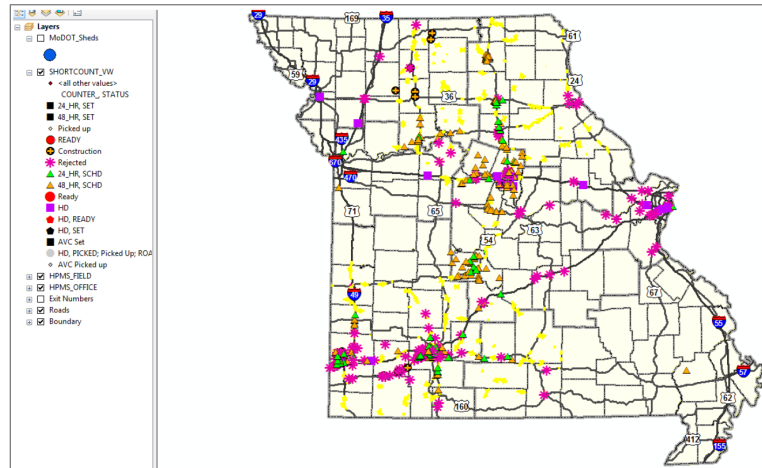 Layers
MoDOT_Sheds
SHORTCOUNT_VW
<all other values>
COUNTER_, STATUS
24_HR, SET
48_HR, SET
Picked up
READY
Construction
Rejected
24_HR, SCHD
48_HR, SCHD
Ready
HD
HD, READY
HD, SET
AVC Set
HD, PICKED; Picked Up; ROA
AVC Picked up
HPMS_FIELD
HPMS_OFFICE
Exit Numbers
Roads
Boundary
29
169
35
61
59
29
24
36
435
670
470
71
65
54
63
49
67
55
57
62
160
412
155